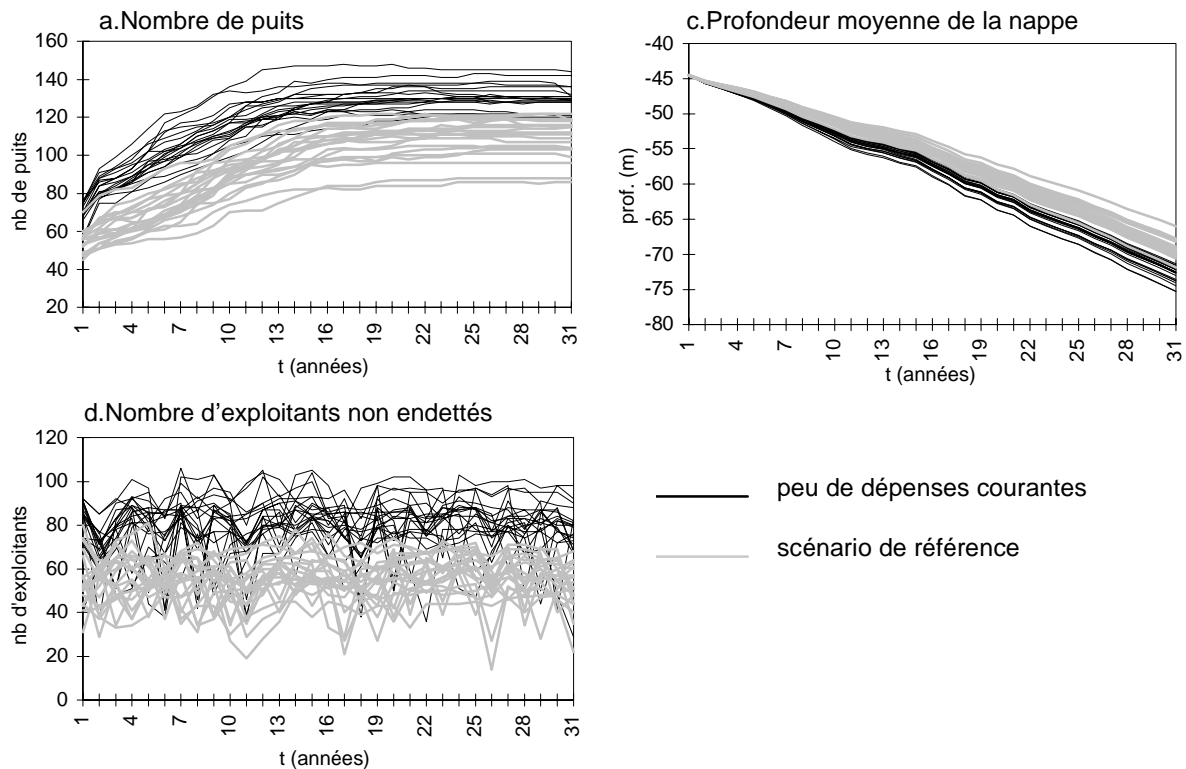 a.Nombre de puits
160
140
120
100
80
60
40
20
nb de puits
1 4 7 10 13 16 19 22 25 28 31
t (années)
c.Profondeur moyenne de la nappe
-40
-45
-50
-55
-60
-65
-70
-75
-80
prof. (m)
1 4 7 10 13 16 19 22 25 28 31
t (années)
d.Nombre d'exploitants non endettés
120
100
80
60
40
20
0
nb d'exploitants
1 4 7 10 13 16 19 22 25 28 31
t (années)
peu de dépenses courantes
scénario de référence